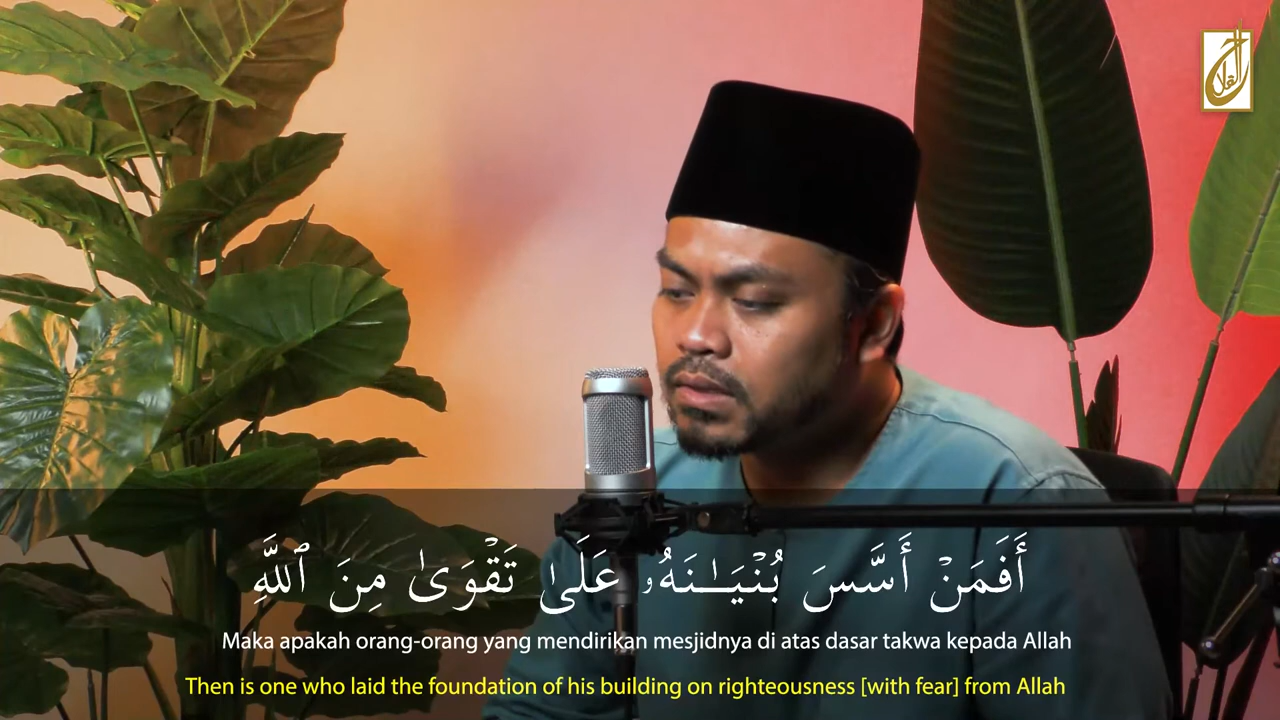 أَفَمَنْ أَسَّسَ بُنْيَـٰنَهُۥ عَلَىٰ تَقْوَىٰ مِنَ ٱللَّهِ
Maka apakah orang-orang yang mendirikan mesjidnya di atas dasar takwa kepada Allah
Then is one who laid the foundation of his building on righteousness [with fear] from Allah